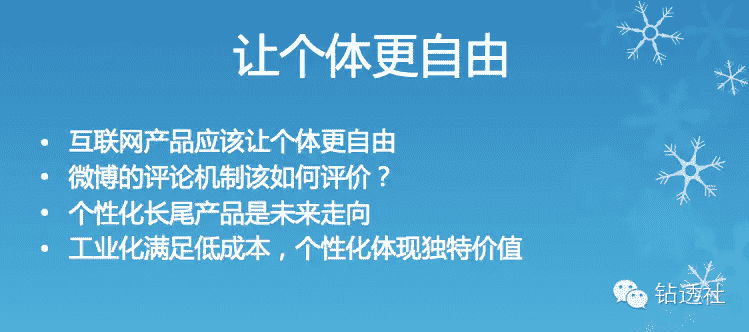 让个体更自由
• 互联网产品应该让个体更自由
• 微博的评论机制该如何评价？
• 个性化长尾产品是未来走向
• 工业化满足低成本，个性化体现独特价值
钻透社